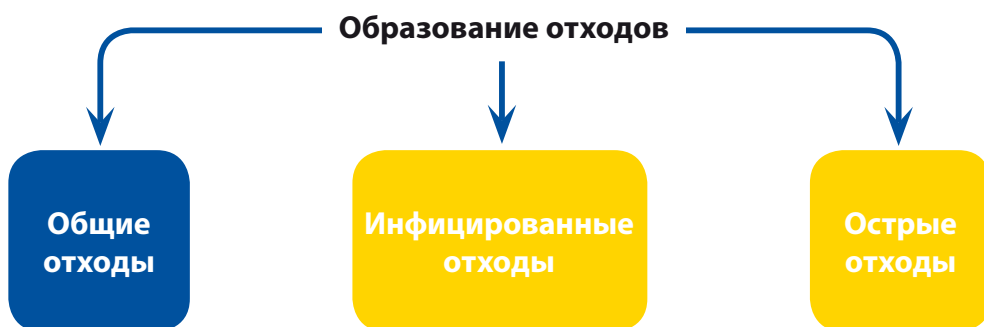 Образование отходов
Общие
отходы
Инфицированные
отходы
Острые
отходы